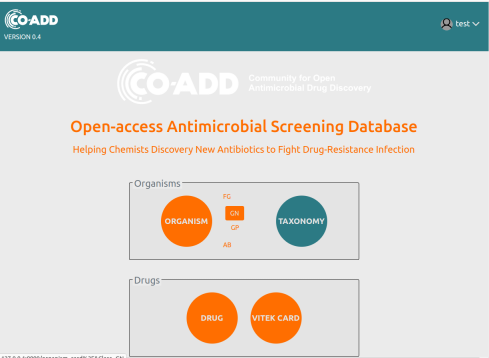 CO-ADD
VERSION 0.4
test
CO-ADD
Community for Open
Antimicrobial Drug Discovery
Open-access Antimicrobial Screening Database
Helping Chemists Discovery New Antibiotics to Fight Drug-Resistance Infection
Organisms
ORGANISM
FG
GN
GP
AB
TAXONOMY
Drugs
DRUG
VITEK CARD